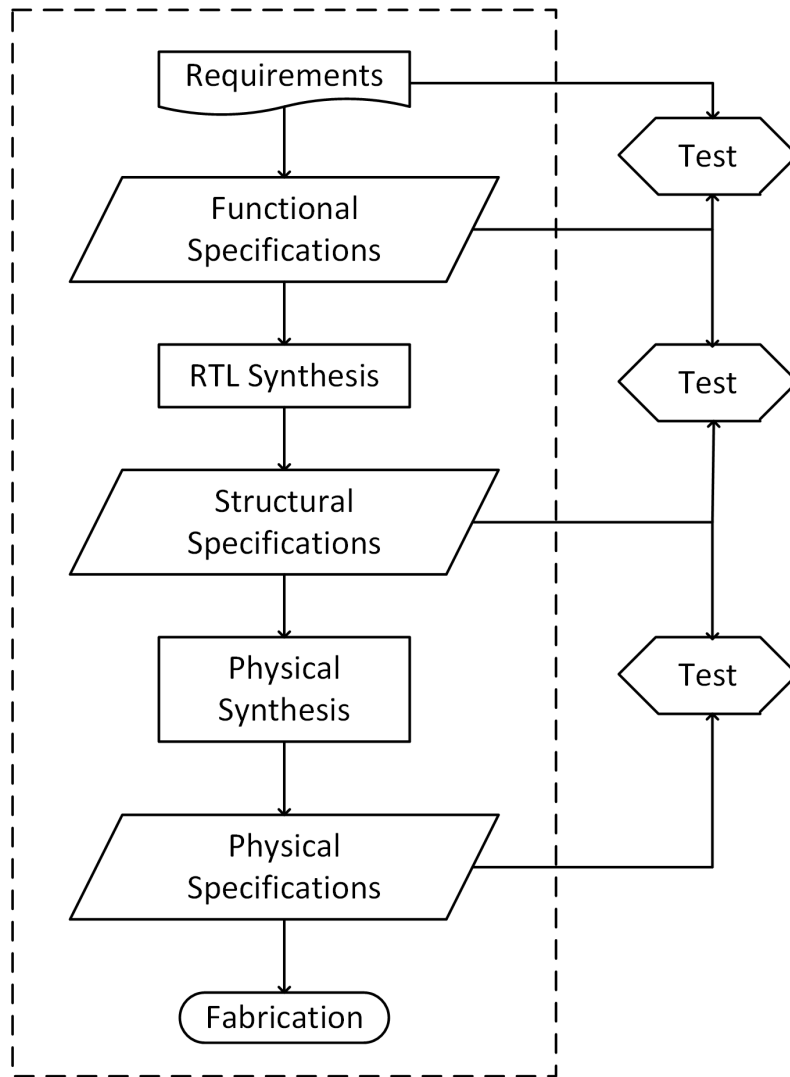 Requirements
Test
Functional
Specifications
RTL Synthesis
Test
Structural
Specifications
Physical
Synthesis
Test
Physical
Specifications
Fabrication